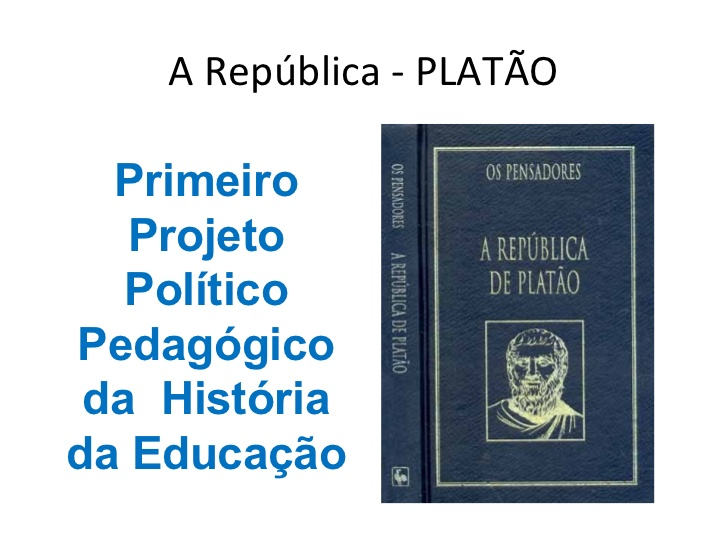 A República - PLATÃO
Primeiro
Projeto
Político
Pedagógico
da  História
da Educação
OS PENSADORES
A REPÚBLICA DE PLATÃO
OS PENSADORES
A REPÚBLICA
DE PLATÃO